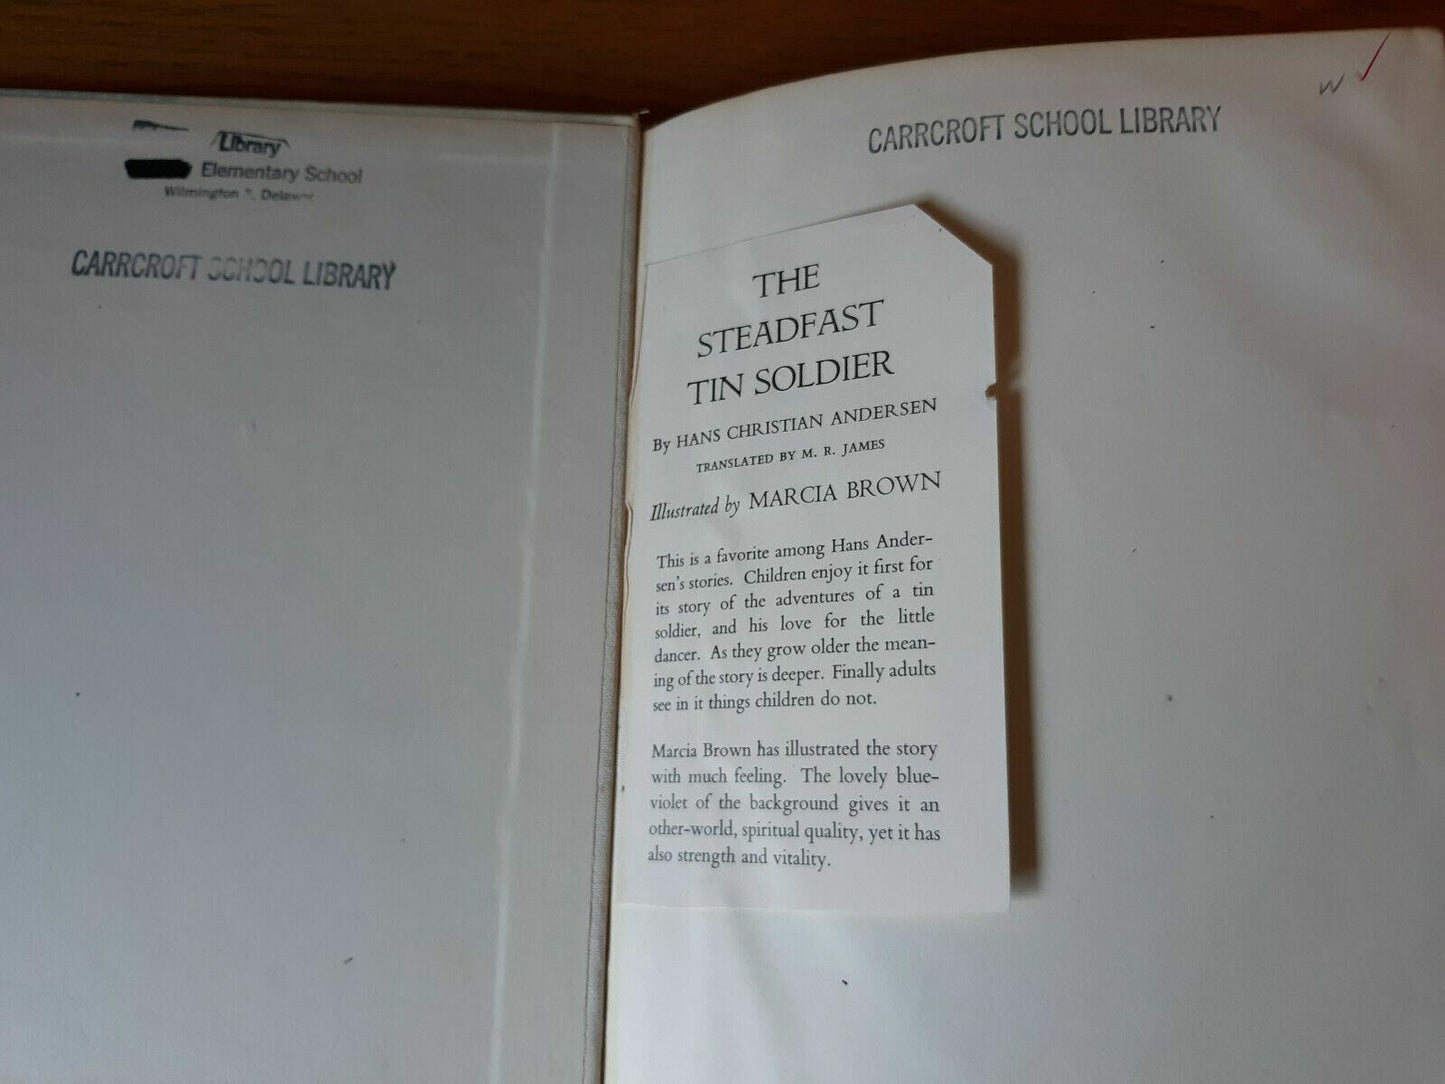 Library
Elementary School
Wilmington
CARRCROFT SCHOOL LIBRARY
W
CARRCROFT SCHOOL LIBRARY
THE
STEADFAST
TIN SOLDIER
By HANS CHRISTIAN ANDERSEN
TRANSLATED BY M. R. JAMES
Illustrated by MARCIA BROWN
This is a favorite among Hans Ander-
sen's stories. Children enjoy it first for
its story of the adventures of a tin
soldier, and his love for the little
dancer. As they grow older the mean-
ing of the story is deeper. Finally adults
see in it things children do not.
Marcia Brown has illustrated the story
with much feeling. The lovely blue-
violet of the background gives it an
other-world, spiritual quality, yet it has
also strength and vitality.